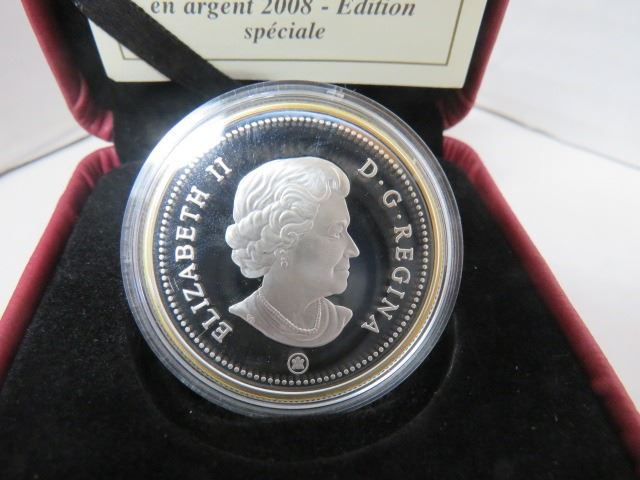 en argent 2008 - Édition
spéciale
ELIZABETH II
D·G·REGINA